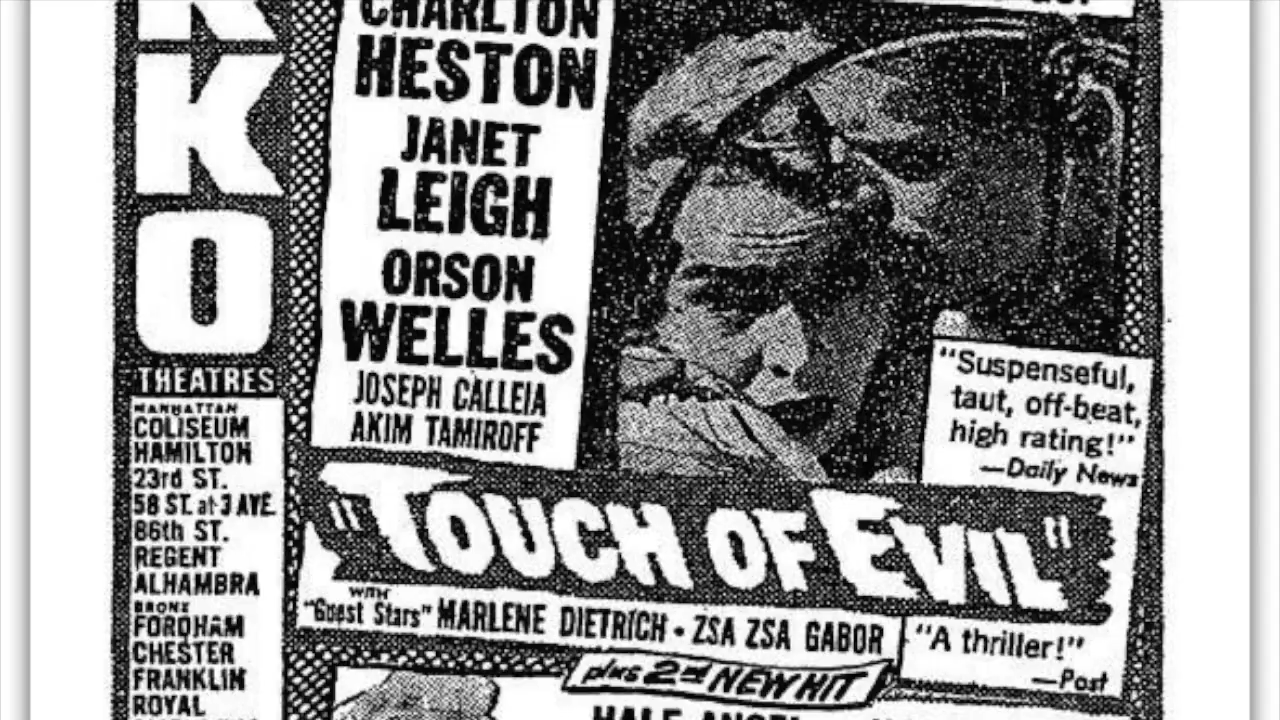 RKO
THEATRES
MANHATTAN
COLISEUM
HAMILTON
23rd ST.
58 ST. at 3 AVE.
86th ST.
REGENT
ALHAMBRA
BRONX
FORDHAM
CHESTER
FRANKLIN
ROYAL
CHARLTON
HESTON
JANET
LEIGH
ORSON
WELLES
JOSEPH CALLEIA
AKIM TAMIROFF
"Suspenseful,
taut, off-beat,
high rating!"
—Daily News
"TOUCH OF EVIL"
WITH
"Guest Stars" MARLENE DIETRICH • ZSA ZSA GABOR
"A thriller!"
—Post
plus 2nd NEW HIT